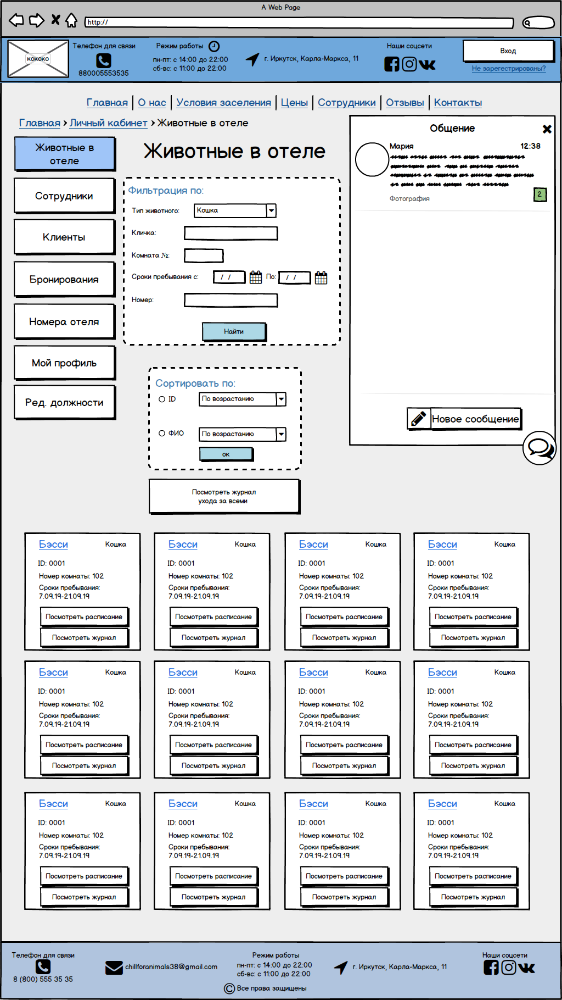 A Web Page
http://
кококо
Телефон для связи
880005553535
Режим работы
пн-пт: с 14:00 до 22:00
сб-вс: с 11:00 до 22:00
г. Иркутск, Карла-Маркса, 11
Наши соцсети
Вход
Не зарегестрированы?
Главная | О нас | Условия заселения | Цены | Сотрудники | Отзывы | Контакты
Главная > Личный кабинет > Животные в отеле
Животные в
отеле
Сотрудники
Клиенты
Бронирования
Номера отеля
Мой профиль
Ред. должности
Животные в отеле
Фильтрация по:
Тип животного: Кошка
Кличка:
Комната №:
Сроки пребывания с: / / По: / /
Номер:
Найти
Сортировать по:
ID По возрастанию
ФИО По возрастанию
ок
Посмотреть журнал
ухода за всеми
Общение
Мария 12:38
Фотография 2
Новое сообщение
Бэсси Кошка
ID: 0001
Номер комнаты: 102
Сроки пребывания:
7.09.19-21.09.19
Посмотреть расписание
Посмотреть журнал
Бэсси Кошка
ID: 0001
Номер комнаты: 102
Сроки пребывания:
7.09.19-21.09.19
Посмотреть расписание
Посмотреть журнал
Бэсси Кошка
ID: 0001
Номер комнаты: 102
Сроки пребывания:
7.09.19-21.09.19
Посмотреть расписание
Посмотреть журнал
Бэсси Кошка
ID: 0001
Номер комнаты: 102
Сроки пребывания:
7.09.19-21.09.19
Посмотреть расписание
Посмотреть журнал
Бэсси Кошка
ID: 0001
Номер комнаты: 102
Сроки пребывания:
7.09.19-21.09.19
Посмотреть расписание
Посмотреть журнал
Бэсси Кошка
ID: 0001
Номер комнаты: 102
Сроки пребывания:
7.09.19-21.09.19
Посмотреть расписание
Посмотреть журнал
Бэсси Кошка
ID: 0001
Номер комнаты: 102
Сроки пребывания:
7.09.19-21.09.19
Посмотреть расписание
Посмотреть журнал
Бэсси Кошка
ID: 0001
Номер комнаты: 102
Сроки пребывания:
7.09.19-21.09.19
Посмотреть расписание
Посмотреть журнал
Бэсси Кошка
ID: 0001
Номер комнаты: 102
Сроки пребывания:
7.09.19-21.09.19
Посмотреть расписание
Посмотреть журнал
Бэсси Кошка
ID: 0001
Номер комнаты: 102
Сроки пребывания:
7.09.19-21.09.19
Посмотреть расписание
Посмотреть журнал
Бэсси Кошка
ID: 0001
Номер комнаты: 102
Сроки пребывания:
7.09.19-21.09.19
Посмотреть расписание
Посмотреть журнал
Бэсси Кошка
ID: 0001
Номер комнаты: 102
Сроки пребывания:
7.09.19-21.09.19
Посмотреть расписание
Посмотреть журнал
Телефон для связи
8 (800) 555 35 35
chillforanimals38@gmail.com
Режим работы
пн-пт: с 14:00 до 22:00
сб-вс: с 11:00 до 22:00
г. Иркутск, Карла-Маркса, 11
Наши соцсети
© Все права защищены